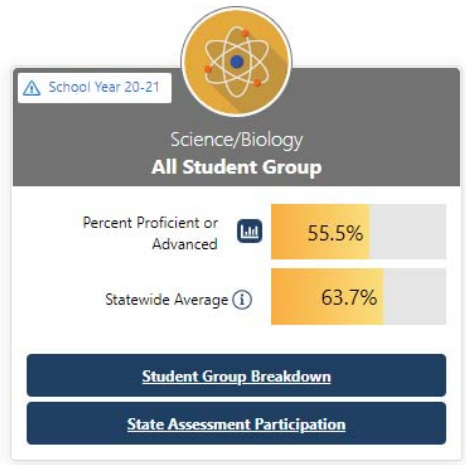 School Year 20-21
Science/Biology
All Student Group
Percent Proficient or
Advanced
55.5%
Statewide Average
63.7%
Student Group Breakdown
State Assessment Participation